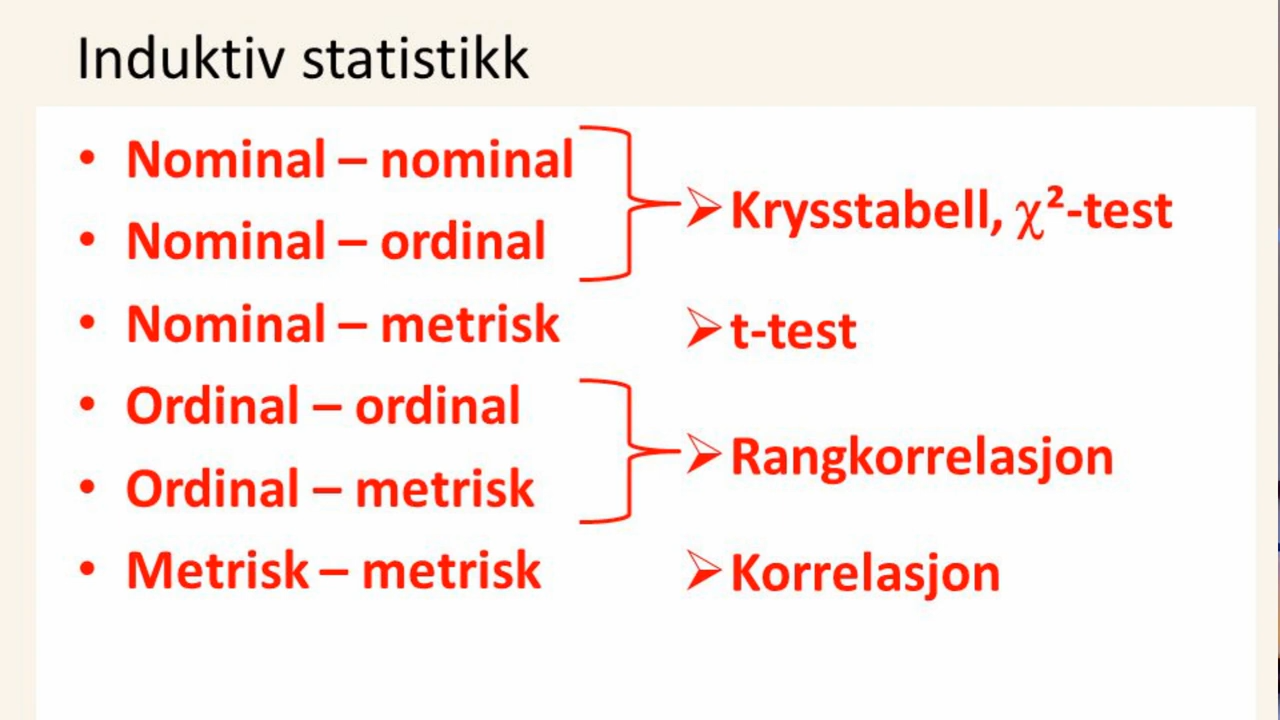 Induktiv statistikk
• Nominal – nominal
• Nominal – ordinal
➢ Krysstabell, χ²-test
• Nominal – metrisk
➢ t-test
• Ordinal – ordinal
• Ordinal – metrisk
➢ Rangkorrelasjon
• Metrisk – metrisk
➢ Korrelasjon